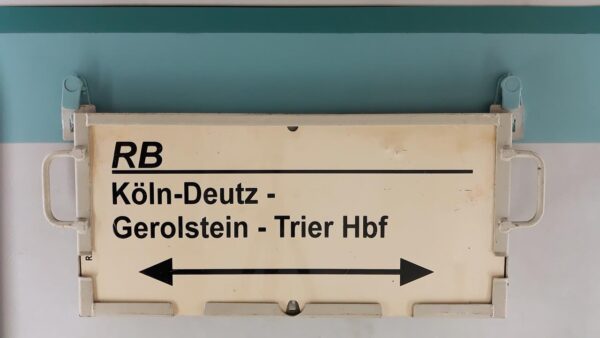 RB
Köln-Deutz -
Gerolstein - Trier Hbf